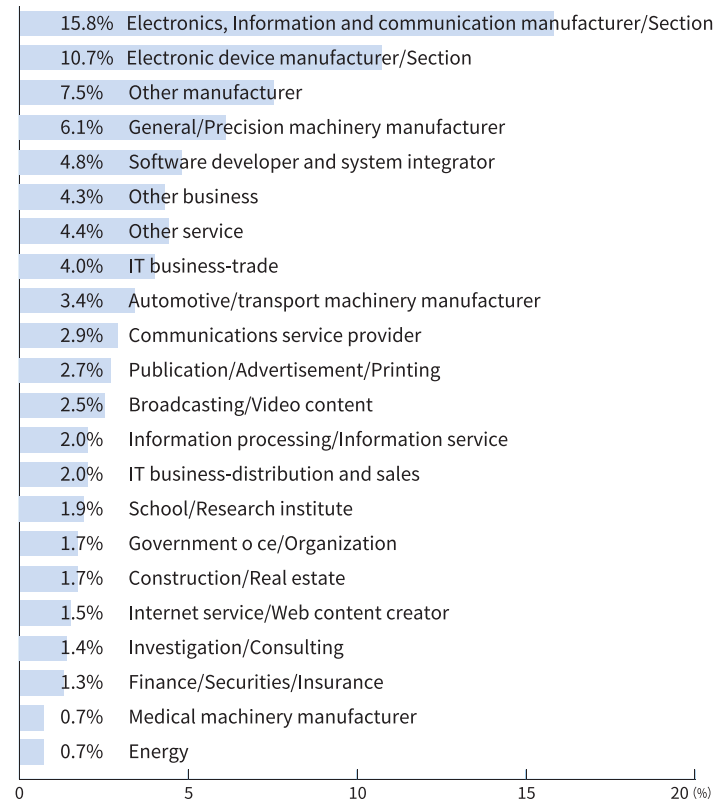 15.8% Electronics, Information and communication manufacturer/Section
10.7% Electronic device manufacturer/Section
7.5% Other manufacturer
6.1% General/Precision machinery manufacturer
4.8% Software developer and system integrator
4.3% Other business
4.4% Other service
4.0% IT business-trade
3.4% Automotive/transport machinery manufacturer
2.9% Communications service provider
2.7% Publication/Advertisement/Printing
2.5% Broadcasting/Video content
2.0% Information processing/Information service
2.0% IT business-distribution and sales
1.9% School/Research institute
1.7% Government o ce/Organization
1.7% Construction/Real estate
1.5% Internet service/Web content creator
1.4% Investigation/Consulting
1.3% Finance/Securities/Insurance
0.7% Medical machinery manufacturer
0.7% Energy
0 5 10 15 20 (%)